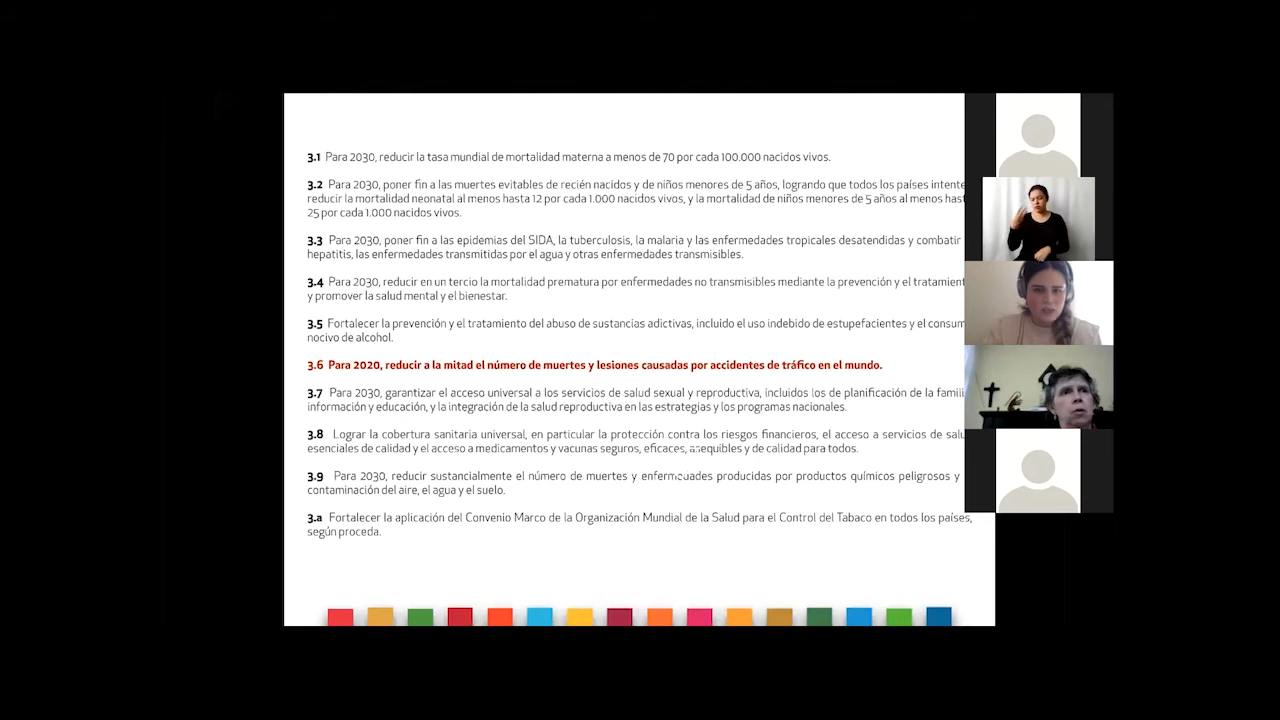 3.1 Para 2030, reducir la tasa mundial de mortalidad materna a menos de 70 por cada 100.000 nacidos vivos.
3.2 Para 2030, poner fin a las muertes evitables de recién nacidos y de niños menores de 5 años, logrando que todos los países intente
reducir la mortalidad neonatal al menos hasta 12 por cada 1.000 nacidos vivos, y la mortalidad de niños menores de 5 años al menos hast
25 por cada 1.000 nacidos vivos.
3.3 Para 2030, poner fin a las epidemias del SIDA, la tuberculosis, la malaria y las enfermedades tropicales desatendidas y combatir
hepatitis, las enfermedades transmitidas por el agua y otras enfermedades transmisibles.
3.4 Para 2030, reducir en un tercio la mortalidad prematura por enfermedades no transmisibles mediante la prevención y el tratamient
y promover la salud mental y el bienestar.
3.5 Fortalecer la prevención y el tratamiento del abuso de sustancias adictivas, incluido el uso indebido de estupefacientes y el consum
nocivo de alcohol.
3.6 Para 2020, reducir a la mitad el número de muertes y lesiones causadas por accidentes de tráfico en el mundo.
3.7 Para 2030, garantizar el acceso universal a los servicios de salud sexual y reproductiva, incluidos los de planificación de la famili
información y educación, y la integración de la salud reproductiva en las estrategias y los programas nacionales.
3.8 Lograr la cobertura sanitaria universal, en particular la protección contra los riesgos financieros, el acceso a servicios de salu
esenciales de calidad y el acceso a medicamentos y vacunas seguros, eficaces, asequibles y de calidad para todos.
3.9 Para 2030, reducir sustancialmente el número de muertes y enfermedades producidas por productos químicos peligrosos y
contaminación del aire, el agua y el suelo.
3.a Fortalecer la aplicación del Convenio Marco de la Organización Mundial de la Salud para el Control del Tabaco en todos los países,
según proceda.